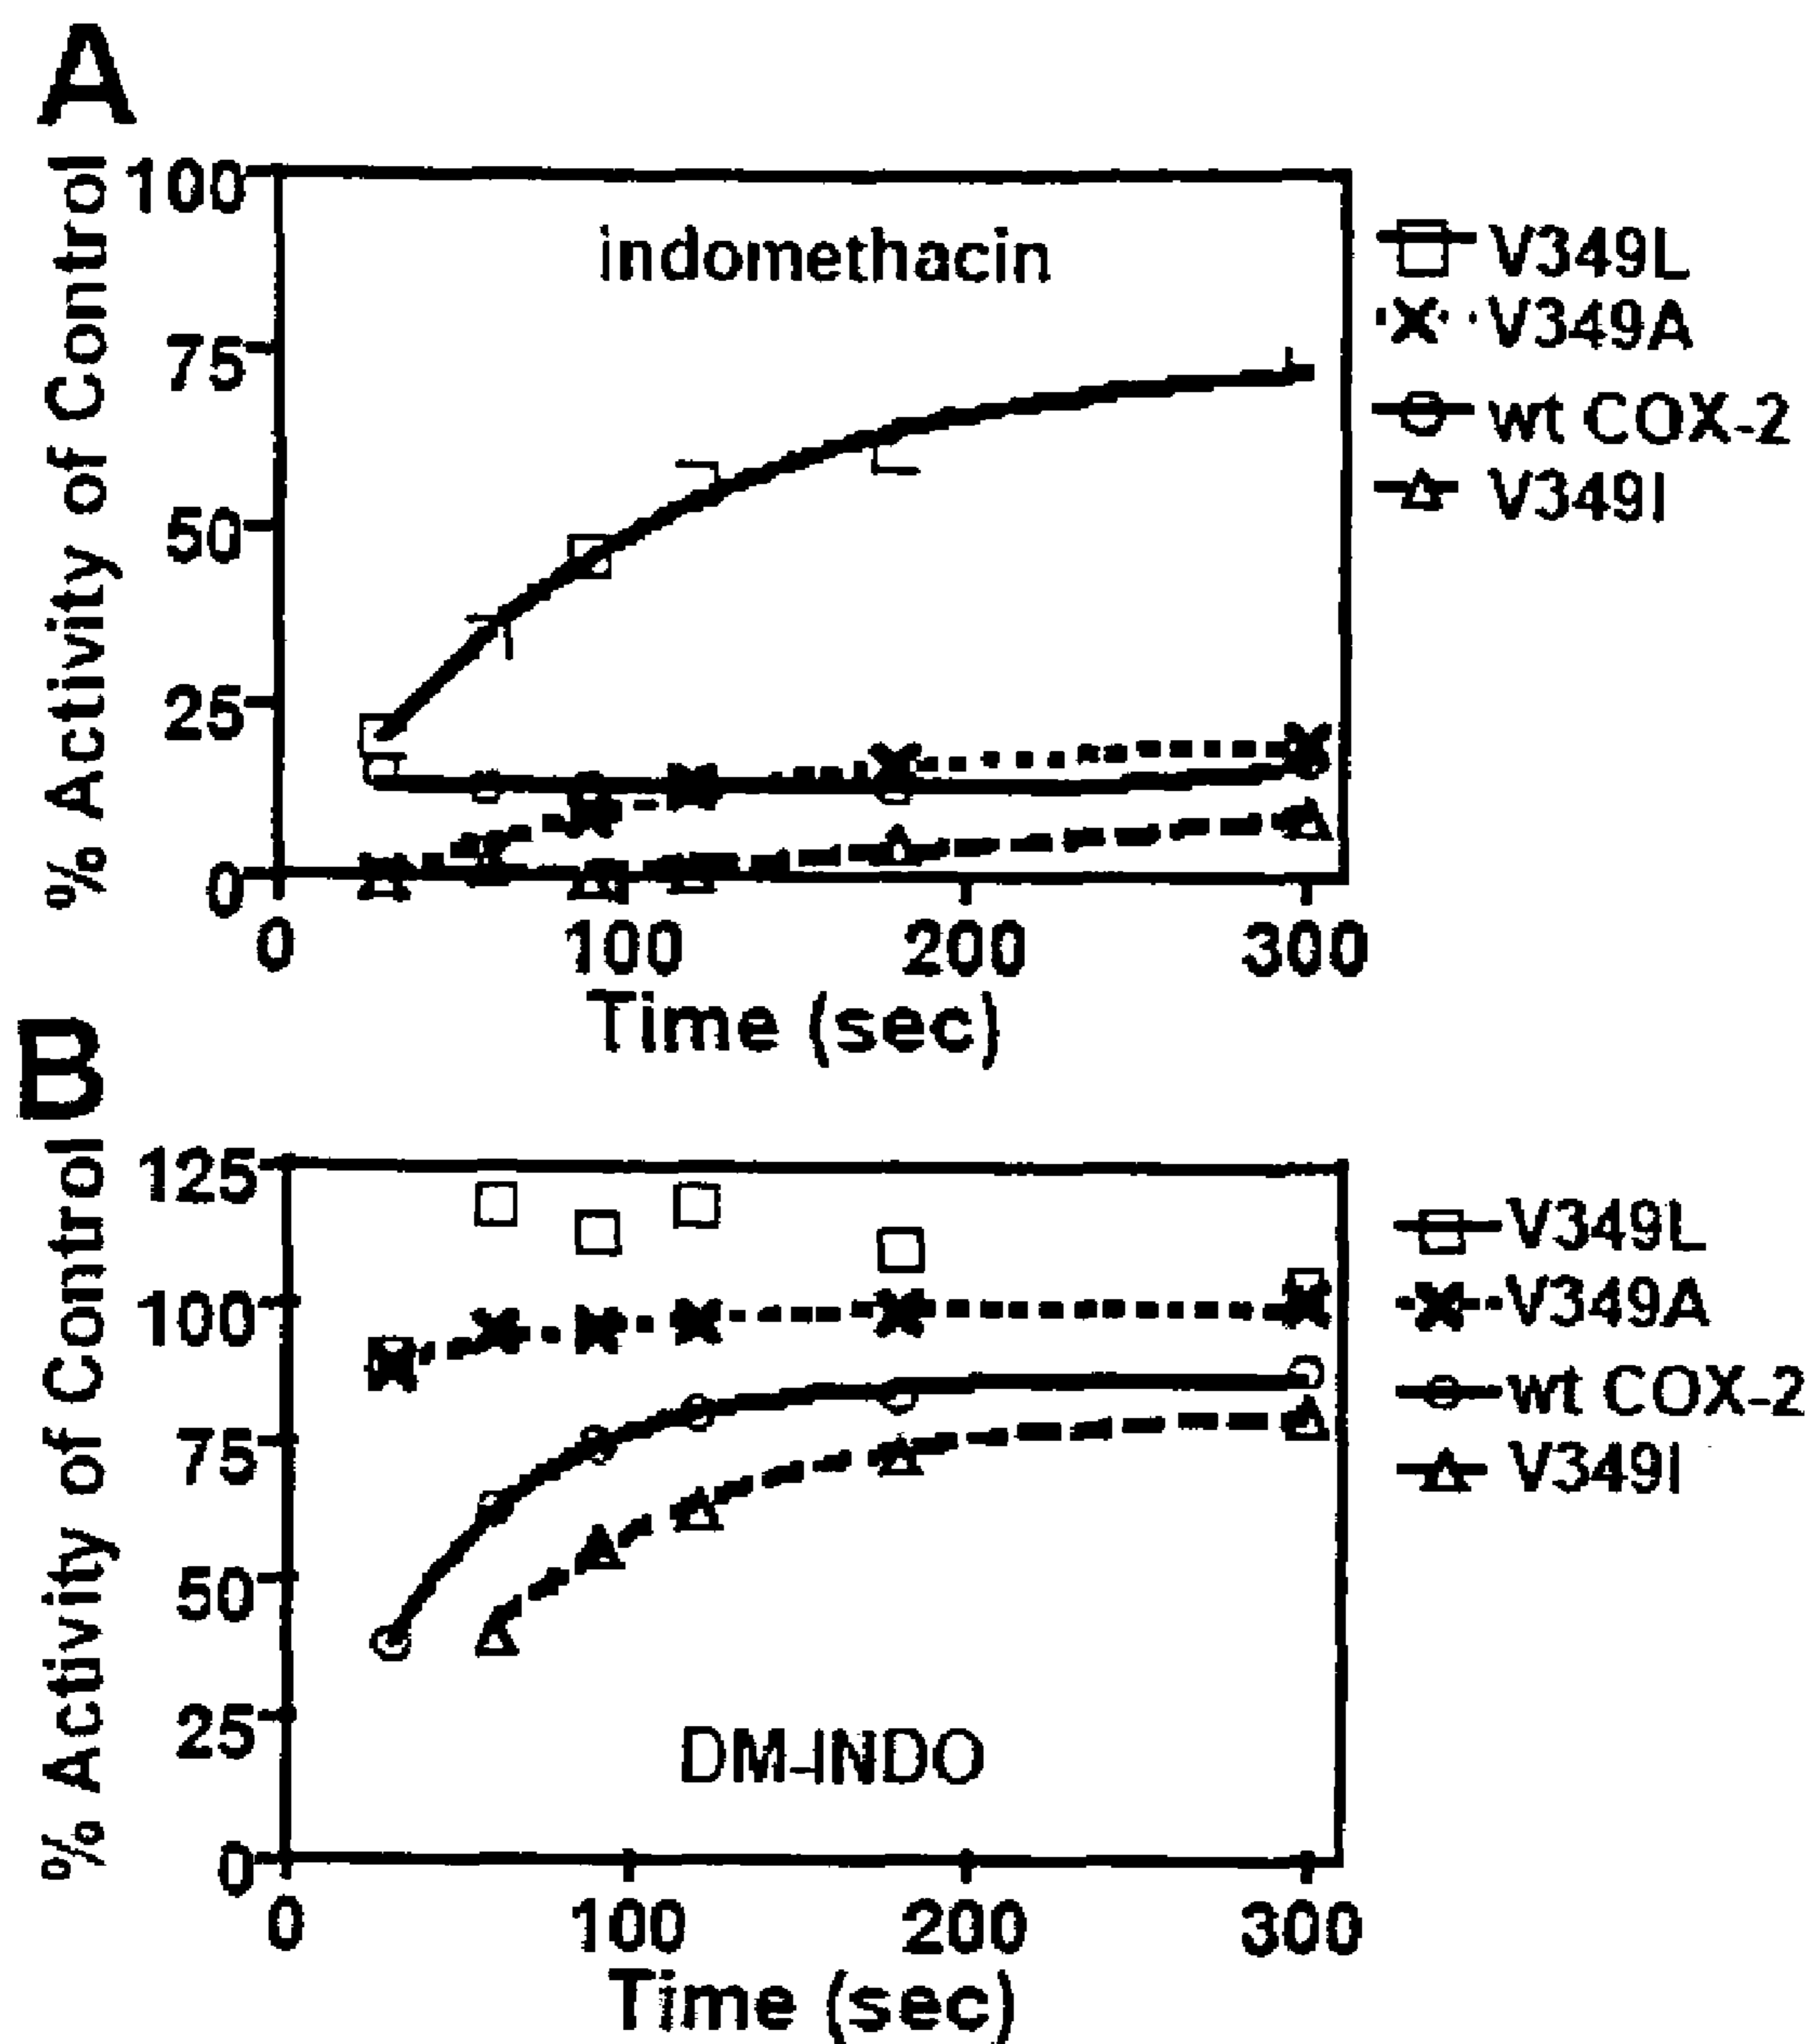 A
% Activity of Control
100
75
50
25
0
indomethacin
V349L
V349A
wt COX-2
V349I
0 100 200 300
Time (sec)
B
% Activity of Control
125
100
75
50
25
0
DM-INDO
V349L
V349A
wt COX-2
V349I
0 100 200 300
Time (sec)